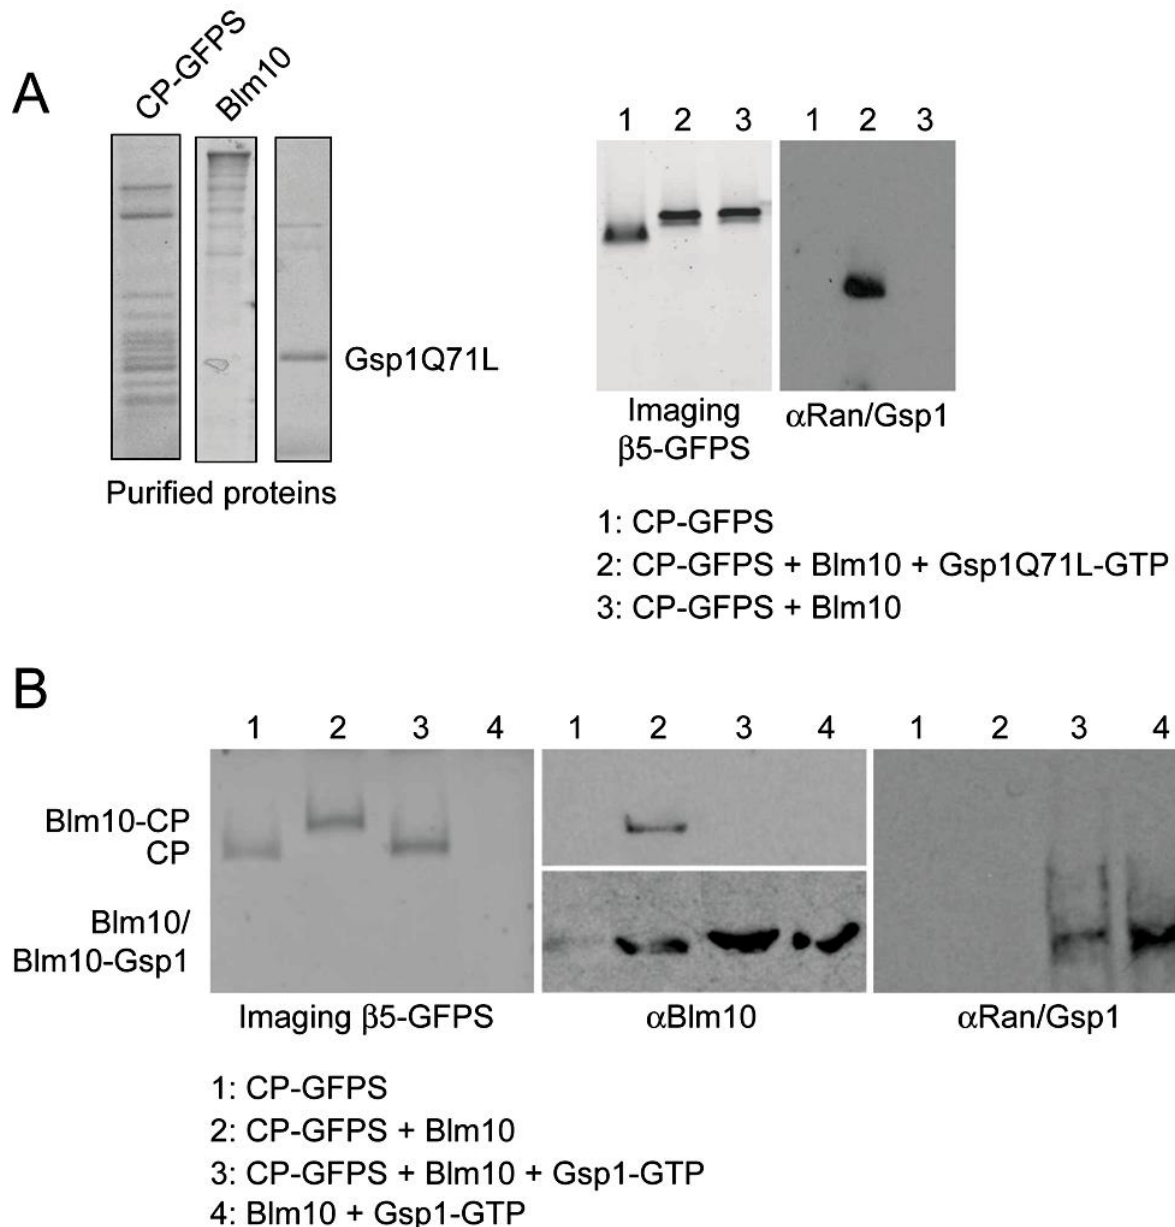 A
CP-GFPS
Blm10
Gsp1Q71L
Purified proteins
1 2 3 1 2 3
Imaging
β5-GFPS
αRan/Gsp1
1: CP-GFPS
2: CP-GFPS + Blm10 + Gsp1Q71L-GTP
3: CP-GFPS + Blm10
B
1 2 3 4 1 2 3 4 1 2 3 4
Blm10-CP
CP
Blm10/
Blm10-Gsp1
Imaging β5-GFPS
αBlm10
αRan/Gsp1
1: CP-GFPS
2: CP-GFPS + Blm10
3: CP-GFPS + Blm10 + Gsp1-GTP
4: Blm10 + Gsp1-GTP